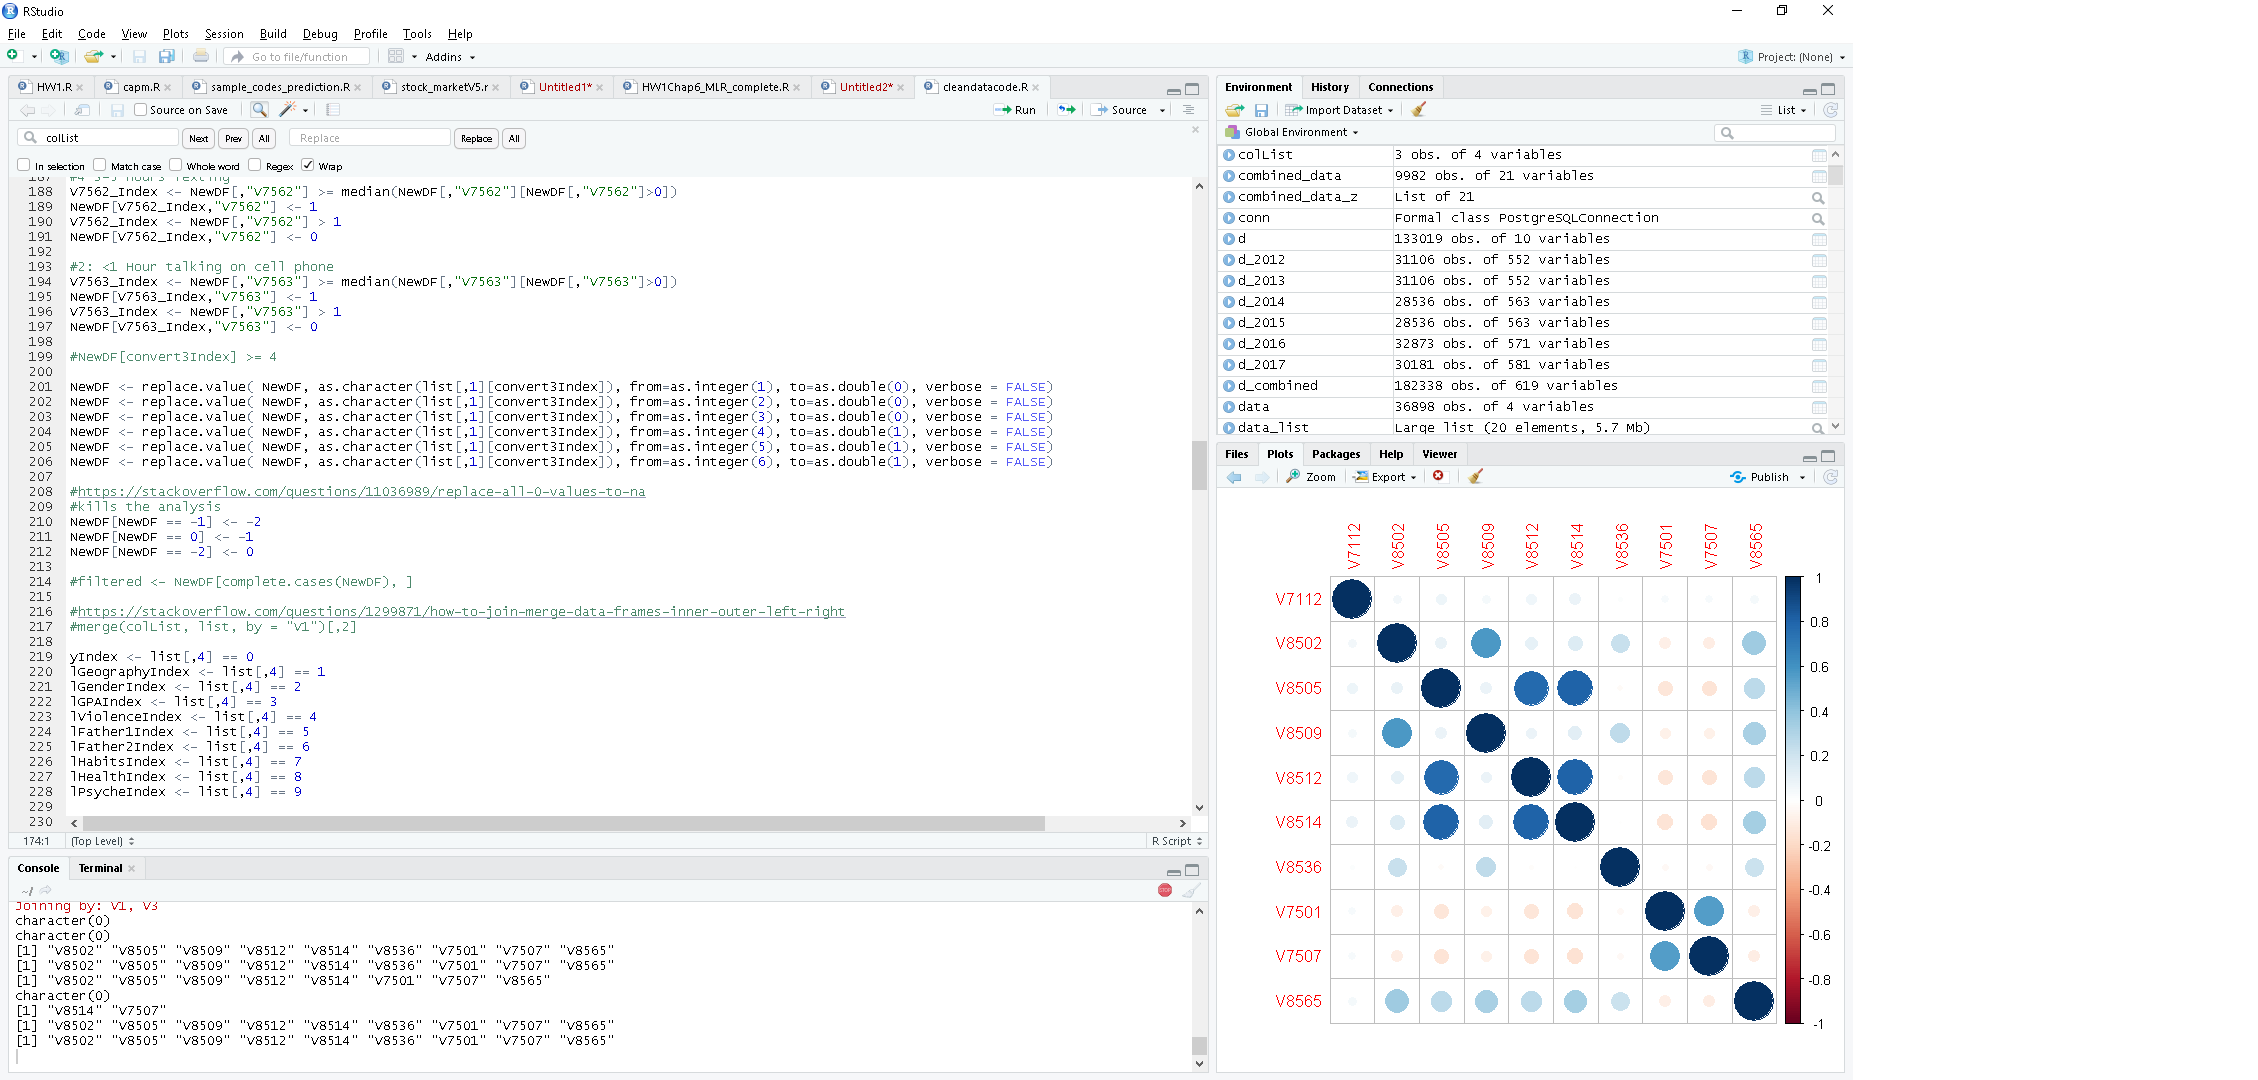 RStudio
File Edit Code View Plots Session Build Debug Profile Tools Help
Go to file/function Addins Project: (None)
HW1.R capm.R sample_codes_prediction.R stock_marketV5.r Untitled1* HW1Chap6_MLR_complete.R Untitled2* cleandatacode.R
Source on Save Run Source
colList Next Prev All Replace Replace All
In selection Match case Whole word Regex Wrap
187 #4 3-5 hours Texting
188 V7562_Index <- NewDF[,"V7562"] >= median(NewDF[,"V7562"][NewDF[,"V7562"]>0])
189 NewDF[V7562_Index,"V7562"] <- 1
190 V7562_Index <- NewDF[,"V7562"] > 1
191 NewDF[V7562_Index,"V7562"] <- 0
192
193 #2: <1 Hour talking on cell phone
194 V7563_Index <- NewDF[,"V7563"] >= median(NewDF[,"V7563"][NewDF[,"V7563"]>0])
195 NewDF[V7563_Index,"V7563"] <- 1
196 V7563_Index <- NewDF[,"V7563"] > 1
197 NewDF[V7563_Index,"V7563"] <- 0
198
199 #NewDF[convert3Index] >= 4
200
201 NewDF <- replace.value( NewDF, as.character(list[,1][convert3Index]), from=as.integer(1), to=as.double(0), verbose = FALSE)
202 NewDF <- replace.value( NewDF, as.character(list[,1][convert3Index]), from=as.integer(2), to=as.double(0), verbose = FALSE)
203 NewDF <- replace.value( NewDF, as.character(list[,1][convert3Index]), from=as.integer(3), to=as.double(0), verbose = FALSE)
204 NewDF <- replace.value( NewDF, as.character(list[,1][convert3Index]), from=as.integer(4), to=as.double(1), verbose = FALSE)
205 NewDF <- replace.value( NewDF, as.character(list[,1][convert3Index]), from=as.integer(5), to=as.double(1), verbose = FALSE)
206 NewDF <- replace.value( NewDF, as.character(list[,1][convert3Index]), from=as.integer(6), to=as.double(1), verbose = FALSE)
207
208 #https://stackoverflow.com/questions/11036989/replace-all-0-values-to-na
209 #kills the analysis
210 NewDF[NewDF == -1] <- -2
211 NewDF[NewDF == 0] <- -1
212 NewDF[NewDF == -2] <- 0
213
214 #filtered <- NewDF[complete.cases(NewDF), ]
215
216 #https://stackoverflow.com/questions/1299871/how-to-join-merge-data-frames-inner-outer-left-right
217 #merge(colList, list, by = "V1")[,2]
218
219 yIndex <- list[,4] == 0
220 lGeographyIndex <- list[,4] == 1
221 lGenderIndex <- list[,4] == 2
222 lGPAIndex <- list[,4] == 3
223 lViolenceIndex <- list[,4] == 4
224 lFather1Index <- list[,4] == 5
225 lFather2Index <- list[,4] == 6
226 lHabitsIndex <- list[,4] == 7
227 lHealthIndex <- list[,4] == 8
228 lPsycheIndex <- list[,4] == 9
229
230
174:1 (Top Level) R Script
Console Terminal
~/ STOP
Joining by: V1, V3
character(0)
character(0)
[1] "V8502" "V8505" "V8509" "V8512" "V8514" "V8536" "V7501" "V7507" "V8565"
[1] "V8502" "V8505" "V8509" "V8512" "V8514" "V8536" "V7501" "V7507" "V8565"
[1] "V8502" "V8505" "V8509" "V8512" "V8514" "V7501" "V7507" "V8565"
character(0)
[1] "V8514" "V7507"
[1] "V8502" "V8505" "V8509" "V8512" "V8514" "V8536" "V7501" "V7507" "V8565"
[1] "V8502" "V8505" "V8509" "V8512" "V8514" "V8536" "V7501" "V7507" "V8565"
Environment History Connections
Import Dataset List
Global Environment
colList 3 obs. of 4 variables
combined_data 9982 obs. of 21 variables
combined_data_z List of 21
conn Formal class PostgreSQLConnection
d 133019 obs. of 10 variables
d_2012 31106 obs. of 552 variables
d_2013 31106 obs. of 552 variables
d_2014 28536 obs. of 563 variables
d_2015 28536 obs. of 563 variables
d_2016 32873 obs. of 571 variables
d_2017 30181 obs. of 581 variables
d_combined 182338 obs. of 619 variables
data 36898 obs. of 4 variables
data_list Large list (20 elements, 5.7 Mb)
Files Plots Packages Help Viewer
Zoom Export Publish
V7112 V8502 V8505 V8509 V8512 V8514 V8536 V7501 V7507 V8565
V7112
V8502
V8505
V8509
V8512
V8514
V8536
V7501
V7507
V8565
1
0.8
0.6
0.4
0.2
0
-0.2
-0.4
-0.6
-0.8
-1